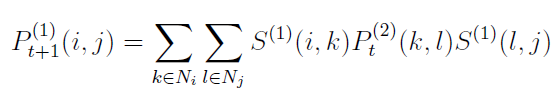 $P_{t+1}^{(1)}(i,j) = \sum_{k \in N_i} \sum_{l \in N_j} S^{(1)}(i,k) P_t^{(2)}(k,l) S^{(1)}(l,j)$